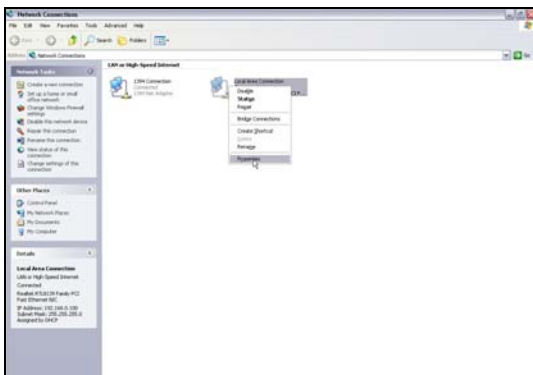 Network Connections
File Edit View Favorites Tools Advanced Help
Back Search Folders
Address Network Connections
Network Tasks
Create a new connection
Set up a home or small
office network
Change Windows Firewall
settings
Disable this network device
Repair this connection
Rename this connection
View status of this
connection
Change settings of this
connection
Other Places
Control Panel
My Network Places
My Documents
My Computer
Details
Local Area Connection
LAN or High-Speed Internet
Connected
Realtek RTL8139 Family PCI
Fast Ethernet NIC
IP Address: 192.168.0.100
Subnet Mask: 255.255.255.0
Assigned by DHCP
LAN or High-Speed Internet
1394 Connection
Connected
1394 Net Adapter
Local Area Connection
Disable
Status
Repair
Bridge Connections
Create Shortcut
Delete
Rename
Properties